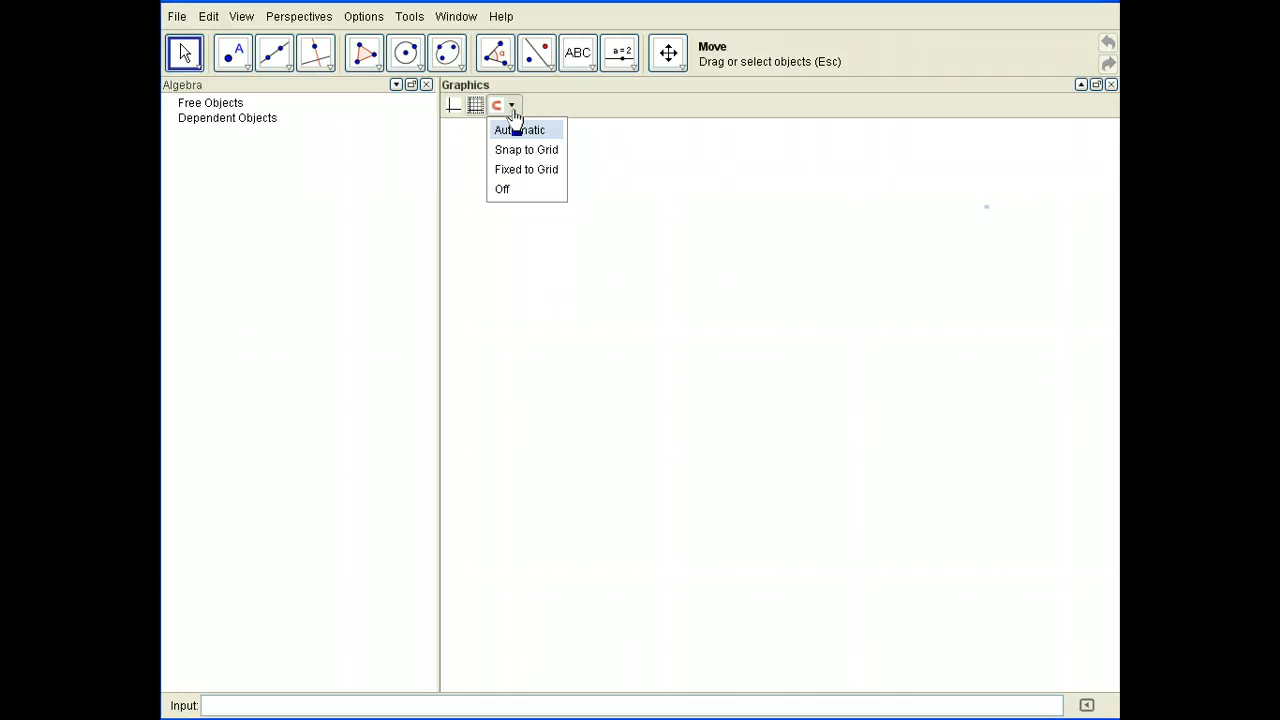 File Edit View Perspectives Options Tools Window Help
A
α
ABC
a=2
Move
Drag or select objects (Esc)
Algebra
Graphics
Free Objects
Dependent Objects
Automatic
Snap to Grid
Fixed to Grid
Off
Input: